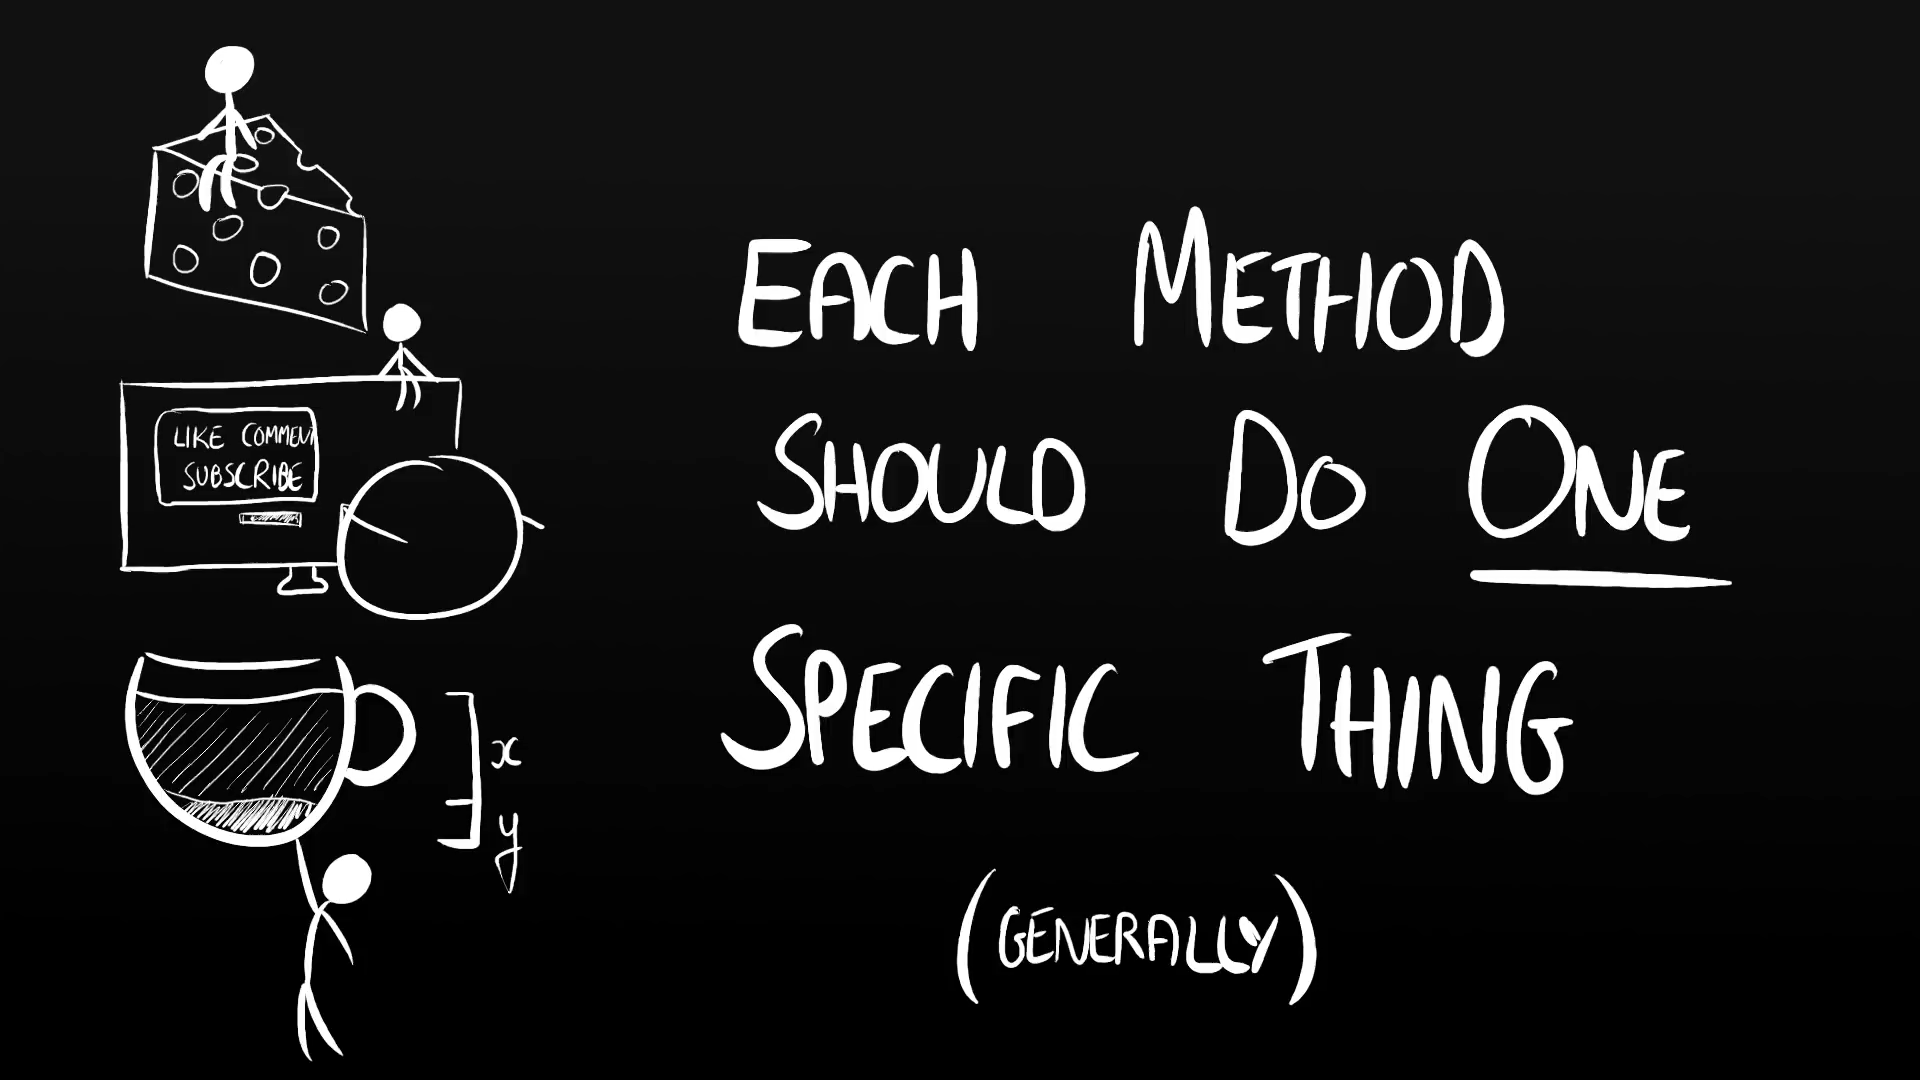 EACH METHOD
SHOULD DO ONE
SPECIFIC THING
(GENERALLY)
LIKE COMMENT
SUBSCRIBE
x
y